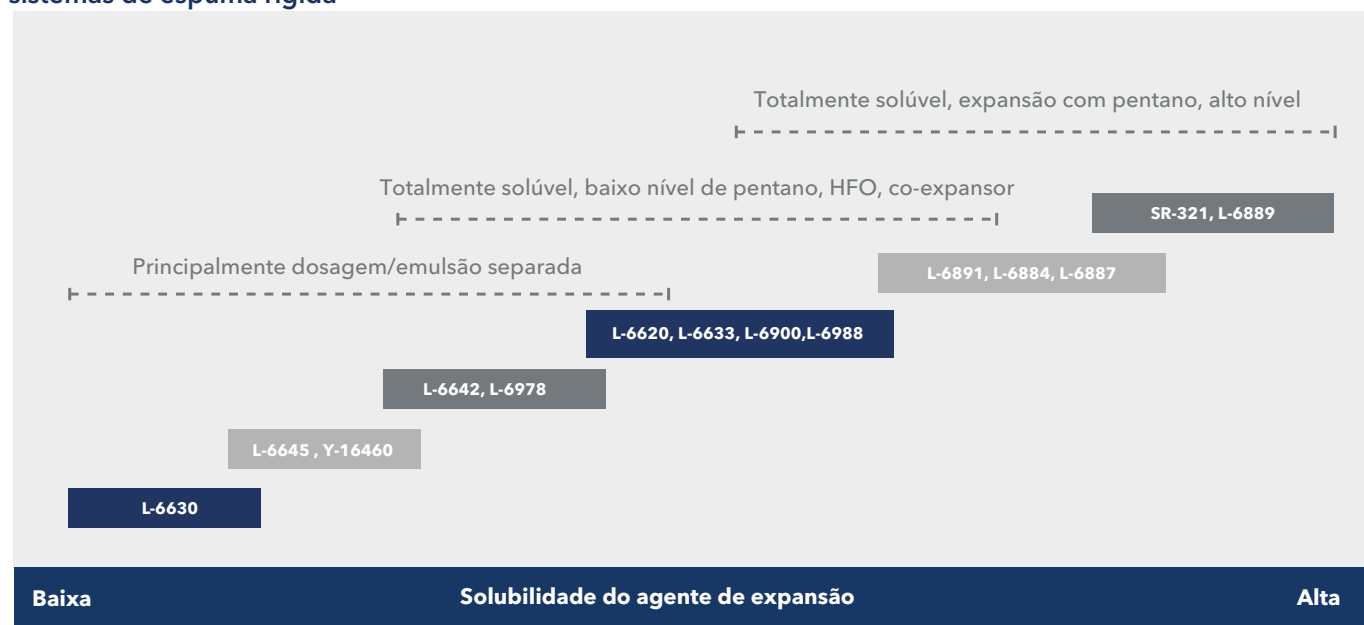 sistemas de espuma rígida
Totalmente solúvel, expansão com pentano, alto nível
Totalmente solúvel, baixo nível de pentano, HFO, co-expansor
SR-321, L-6889
Principalmente dosagem/emulsão separada
L-6891, L-6884, L-6887
L-6620, L-6633, L-6900,L-6988
L-6642, L-6978
L-6645 , Y-16460
L-6630
Baixa Solubilidade do agente de expansão Alta